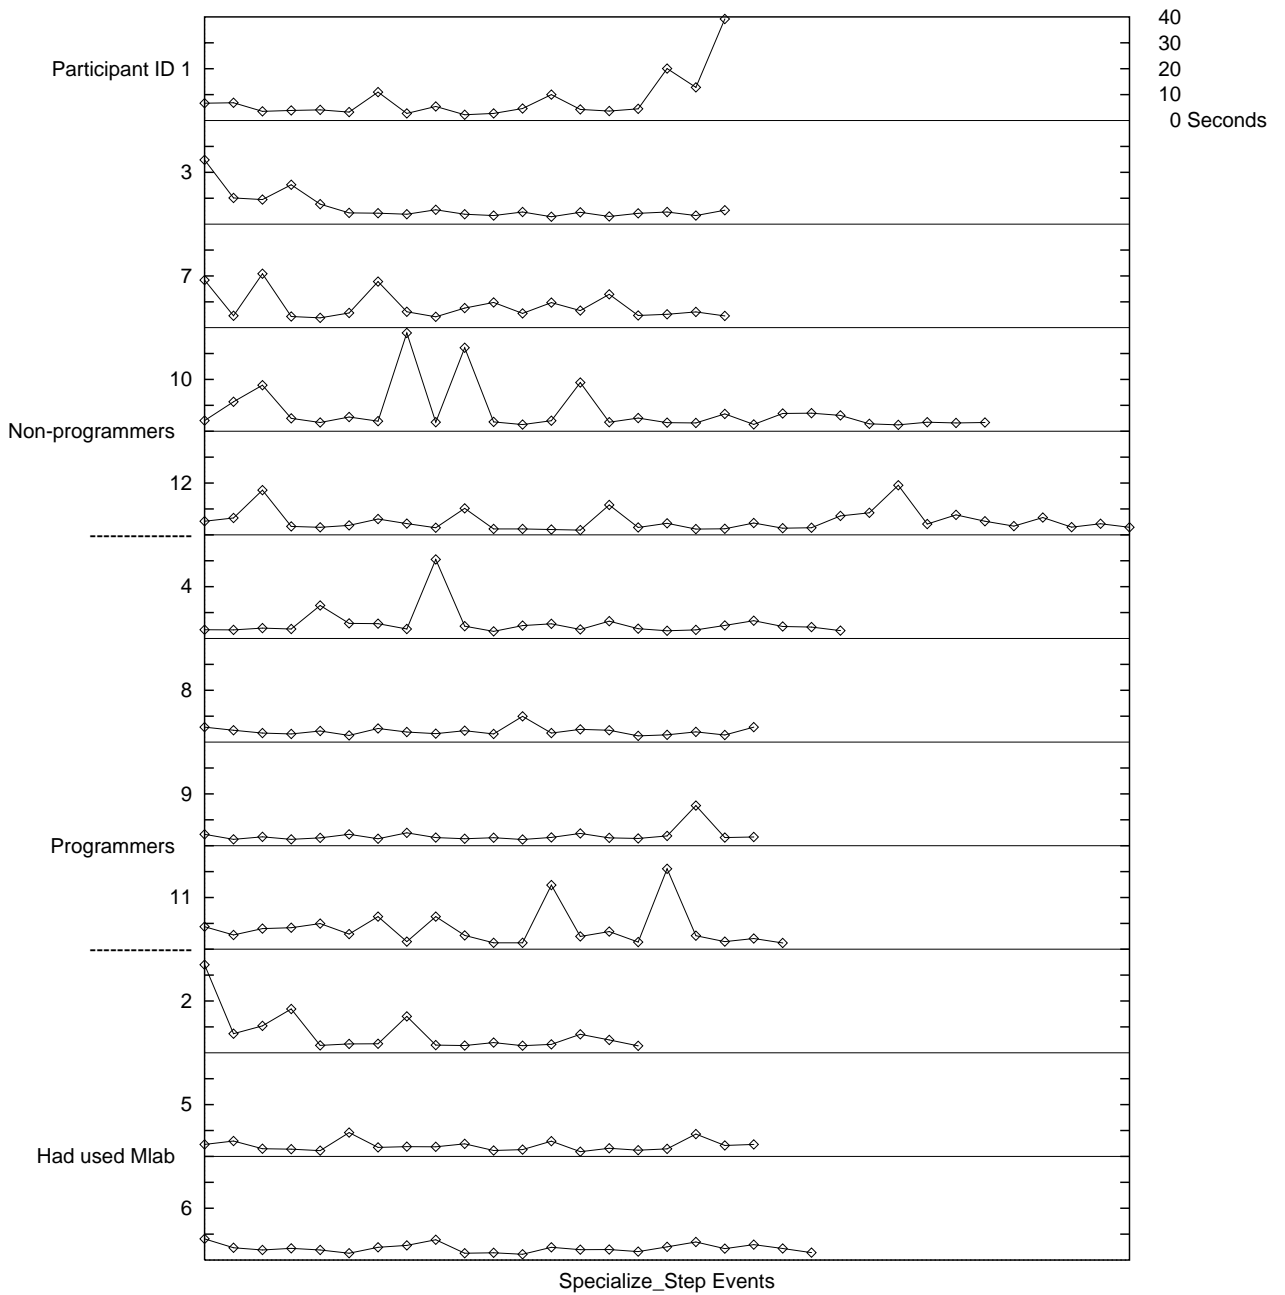 40
30
Participant ID 1 20
10
0 Seconds
3
7
10
Non-programmers
12
4
8
9
Programmers
11
2
5
Had used Mlab
6
Specialize_Step Events